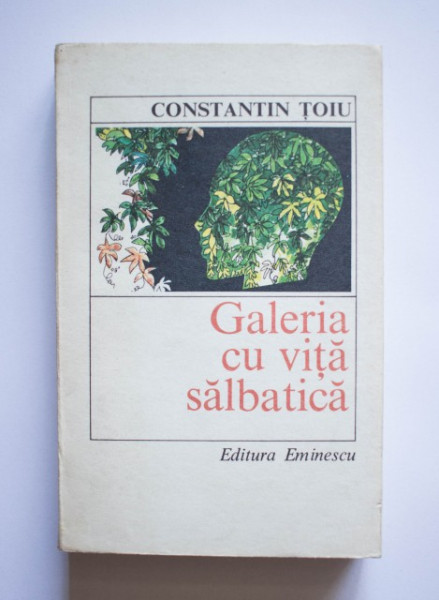 CONSTANTIN ȚOIU
Galeria
cu viță
sălbatică
Editura Eminescu